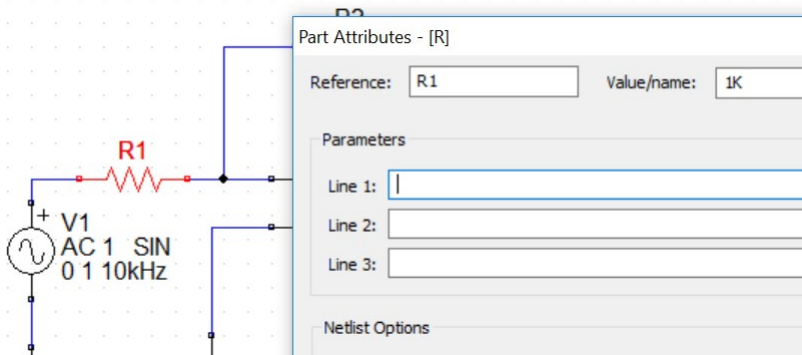 Part Attributes - [R]
Reference: R1 Value/name: 1K
Parameters
R1
Line 1:
+ V1
Line 2:
AC 1 SIN
0 1 10kHz
Line 3:
Netlist Options